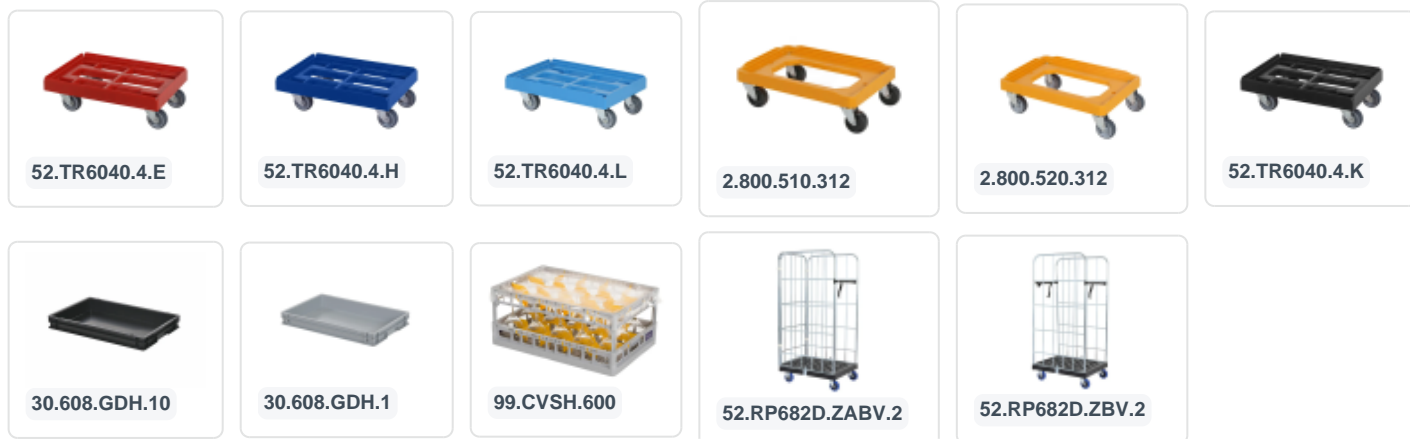 52.TR6040.4.E
52.TR6040.4.H
52.TR6040.4.L
2.800.510.312
2.800.520.312
52.TR6040.4.K
30.608.GDH.10
30.608.GDH.1
99.CVSH.600
52.RP682D.ZABV.2
52.RP682D.ZBV.2